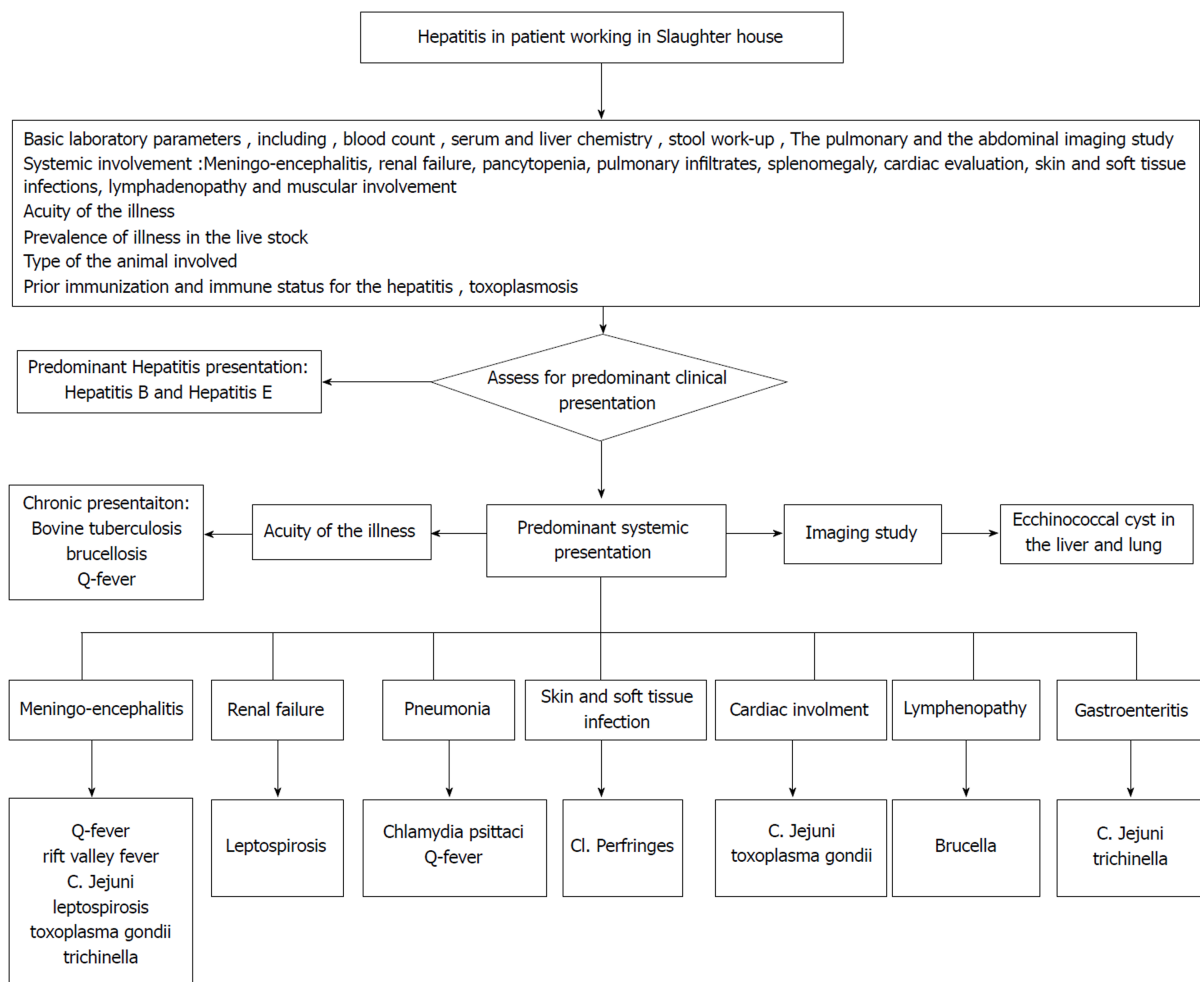 Hepatitis in patient working in Slaughter house
Basic laboratory parameters , including , blood count , serum and liver chemistry , stool work-up , The pulmonary and the abdominal imaging study
Systemic involvement :Meningo-encephalitis, renal failure, pancytopenia, pulmonary infiltrates, splenomegaly, cardiac evaluation, skin and soft tissue
infections, lymphadenopathy and muscular involvement
Acuity of the illness
Prevalence of illness in the live stock
Type of the animal involved
Prior immunization and immune status for the hepatitis , toxoplasmosis
Predominant Hepatitis presentation:
Hepatitis B and Hepatitis E
Assess for predominant clinical
presentation
Chronic presentaiton:
Bovine tuberculosis
brucellosis
Q-fever
Acuity of the illness
Predominant systemic
presentation
Imaging study
Ecchinococcal cyst in
the liver and lung
Meningo-encephalitis
Renal failure
Pneumonia
Skin and soft tissue
infection
Cardiac involment
Lymphenopathy
Gastroenteritis
Q-fever
rift valley fever
C. Jejuni
leptospirosis
toxoplasma gondii
trichinella
Leptospirosis
Chlamydia psittaci
Q-fever
Cl. Perfringes
C. Jejuni
toxoplasma gondii
Brucella
C. Jejuni
trichinella